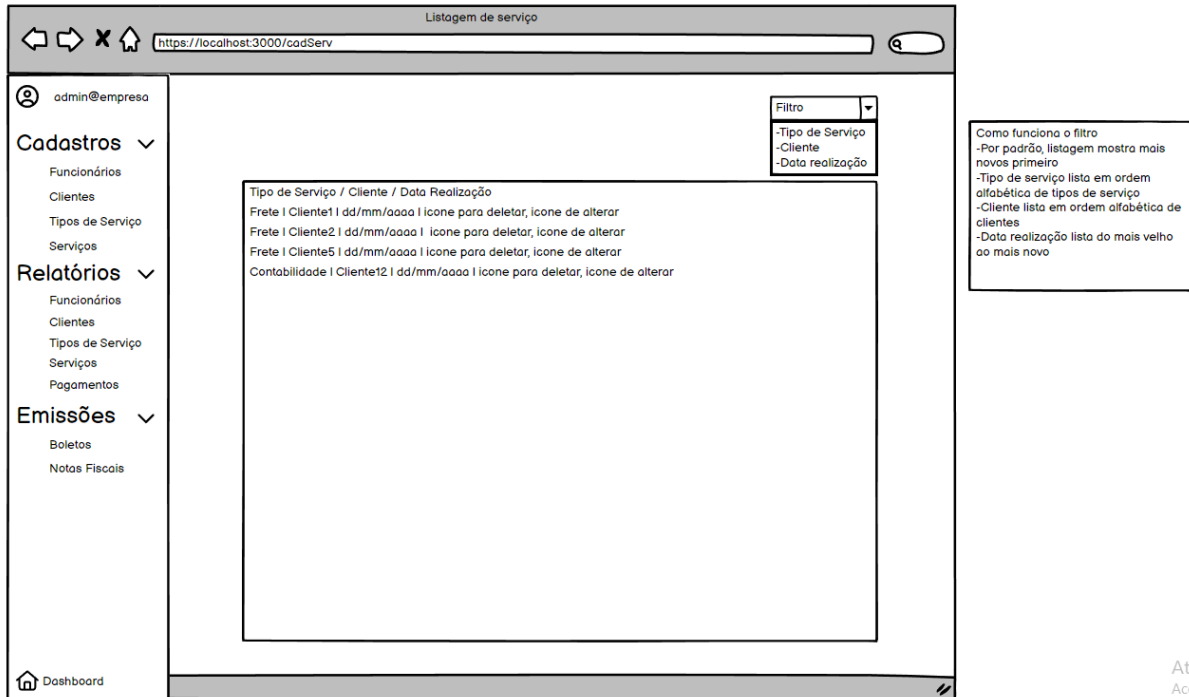 Listagem de serviço
https://localhost:3000/cadServ
admin@empresa
Cadastros
Funcionários
Clientes
Tipos de Serviço
Serviços
Relatórios
Funcionários
Clientes
Tipos de Serviço
Serviços
Pagamentos
Emissões
Boletos
Notas Fiscais
Dashboard
Filtro
-Tipo de Serviço
-Cliente
-Data realização
Tipo de Serviço / Cliente / Data Realização
Frete | Cliente1 | dd/mm/aaaa | icone para deletar, icone de alterar
Frete | Cliente2 | dd/mm/aaaa | icone para deletar, icone de alterar
Frete | Cliente5 | dd/mm/aaaa | icone para deletar, icone de alterar
Contabilidade | Cliente12 | dd/mm/aaaa | icone para deletar, icone de alterar
Como funciona o filtro
-Por padrão, listagem mostra mais
novos primeiro
-Tipo de serviço lista em ordem
alfabética de tipos de serviço
-Cliente lista em ordem alfabética de
clientes
-Data realização lista do mais velho
ao mais novo